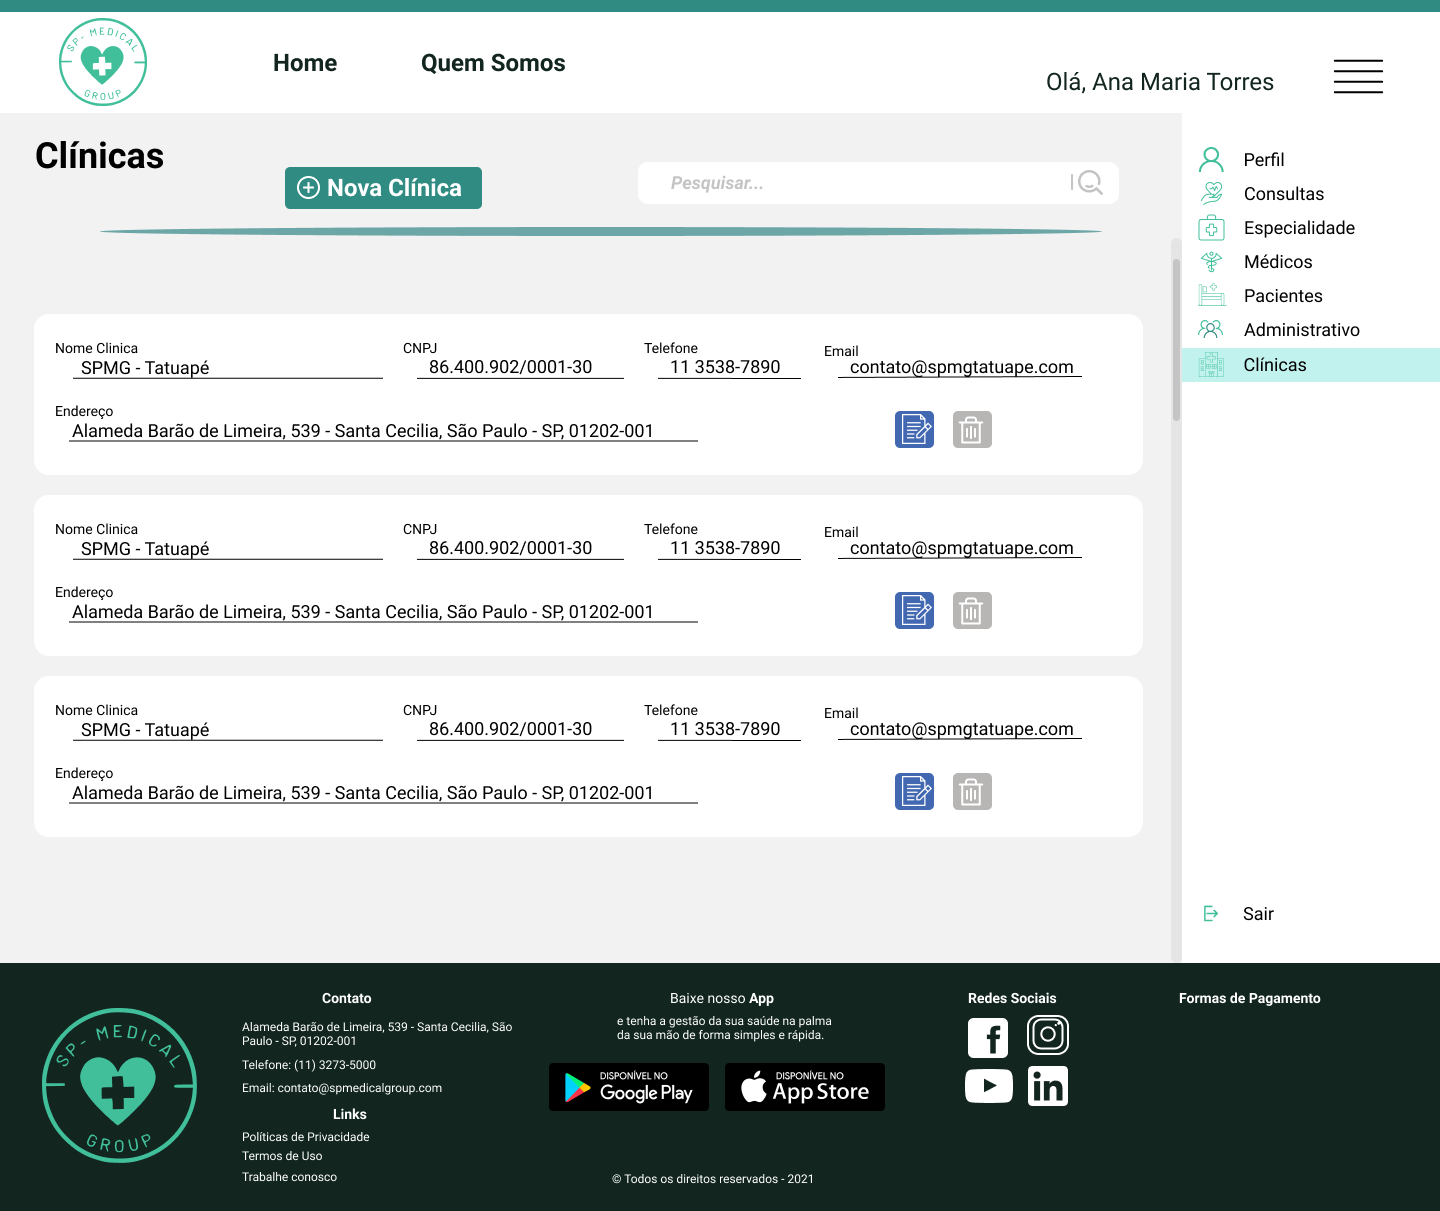 SP- MEDICAL GROUP
Home
Quem Somos
Olá, Ana Maria Torres
Clínicas
Nova Clínica
Pesquisar...
Perfil
Consultas
Especialidade
Médicos
Pacientes
Administrativo
Clínicas
Sair
Nome Clinica
SPMG - Tatuapé
CNPJ
86.400.902/0001-30
Telefone
11 3538-7890
Email
contato@spmgtatuape.com
Endereço
Alameda Barão de Limeira, 539 - Santa Cecilia, São Paulo - SP, 01202-001
Nome Clinica
SPMG - Tatuapé
CNPJ
86.400.902/0001-30
Telefone
11 3538-7890
Email
contato@spmgtatuape.com
Endereço
Alameda Barão de Limeira, 539 - Santa Cecilia, São Paulo - SP, 01202-001
Nome Clinica
SPMG - Tatuapé
CNPJ
86.400.902/0001-30
Telefone
11 3538-7890
Email
contato@spmgtatuape.com
Endereço
Alameda Barão de Limeira, 539 - Santa Cecilia, São Paulo - SP, 01202-001
SP- MEDICAL GROUP
Contato
Alameda Barão de Limeira, 539 - Santa Cecilia, São
Paulo - SP, 01202-001
Telefone: (11) 3273-5000
Email: contato@spmedicalgroup.com
Links
Políticas de Privacidade
Termos de Uso
Trabalhe conosco
Baixe nosso App
e tenha a gestão da sua saúde na palma
da sua mão de forma simples e rápida.
DISPONÍVEL NO
Google Play
DISPONÍVEL NO
App Store
© Todos os direitos reservados - 2021
Redes Sociais
Formas de Pagamento